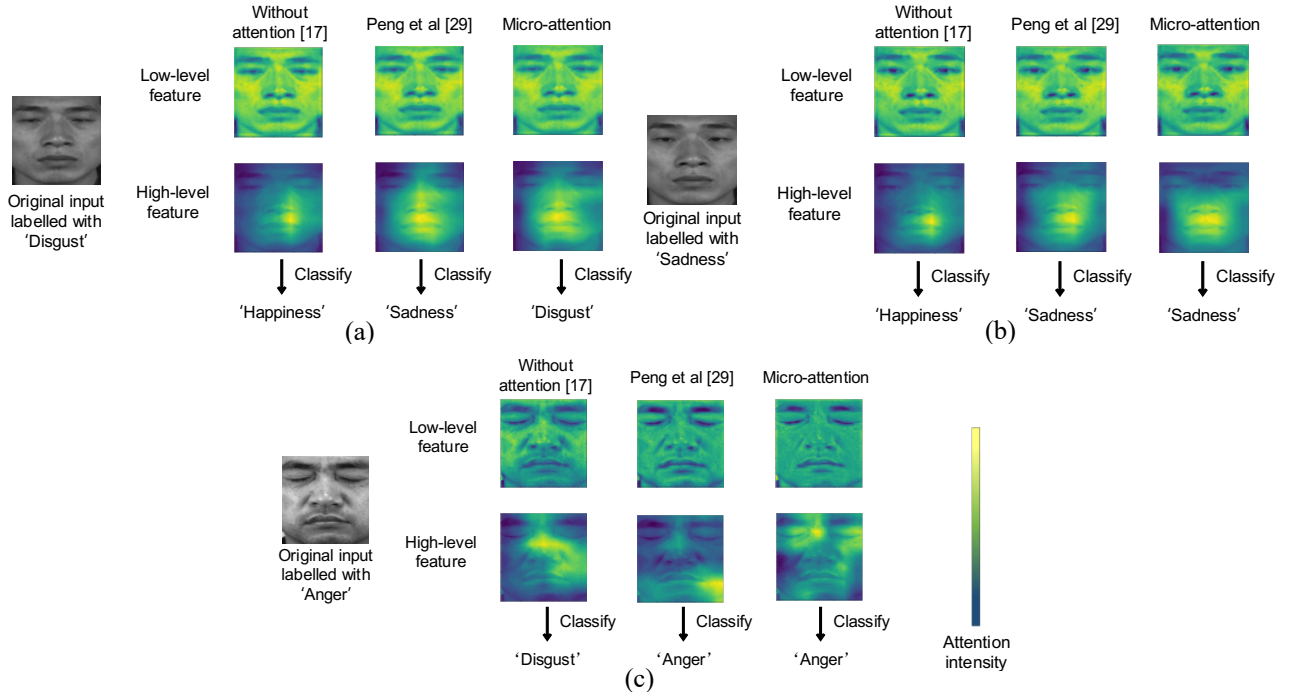 Without
attention [17]
Peng et al [29]
Micro-attention
Low-level
feature
High-level
feature
Original input
labelled with
'Disgust'
Classify
Classify
Classify
'Happiness'
'Sadness'
'Disgust'
(a)
Without
attention [17]
Peng et al [29]
Micro-attention
Low-level
feature
High-level
feature
Original input
labelled with
'Sadness'
Classify
Classify
Classify
'Happiness'
'Sadness'
'Sadness'
(b)
Without
attention [17]
Peng et al [29]
Micro-attention
Low-level
feature
High-level
feature
Original input
labelled with
'Anger'
Classify
Classify
Classify
'Disgust'
'Anger'
'Anger'
(c)
Attention
intensity